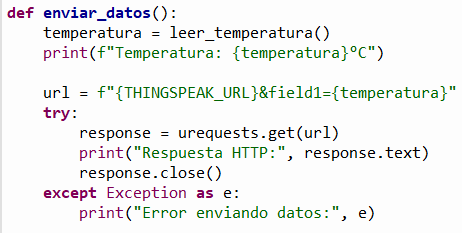 def enviar_datos():
    temperatura = leer_temperatura()
    print(f"Temperatura: {temperatura}ºC")

    url = f"{THINGSPEAK_URL}&field1={temperatura}"
    try:
        response = urequests.get(url)
        print("Respuesta HTTP:", response.text)
        response.close()
    except Exception as e:
        print("Error enviando datos:", e)